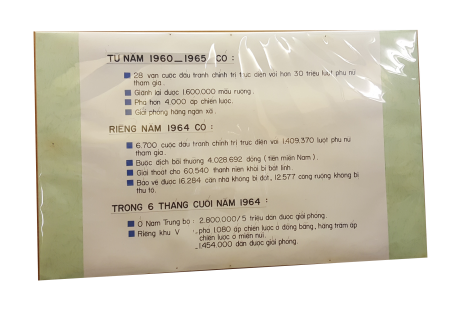 TỪ NĂM 1960_1965 CÓ :
28 vạn cuộc đấu tranh chính trị trực diện với hơn 30 triệu lượt phụ nữ
tham gia.
Giành lại được 1.600.000 mẫu ruộng.
Phá hơn 4.000 ấp chiến lược.
Giải phóng hàng ngàn xã.
RIÊNG NĂM 1964 CÓ :
6.700 cuộc đấu tranh chính trị trực diện với 1.409.370 lượt phụ nữ
tham gia.
Buộc địch bồi thường 4.028.692 đồng (tiền miền Nam).
Giải thoát cho 60.540 thanh niên khỏi bị bắt lính.
Bảo vệ được 16.284 căn nhà không bị đốt, 12.577 công ruộng không bị
TRONG 6 THÁNG CUỐI NĂM 1964 :
Ở Nam Trung bộ : 2.800.000/5 triệu dân được giải phóng.
Riêng khu V : phá 1.080 ấp chiến lược ở đồng bằng, hàng trăm ấp
chiến lược ở miền núi.
1.454.000 dân được giải phóng.